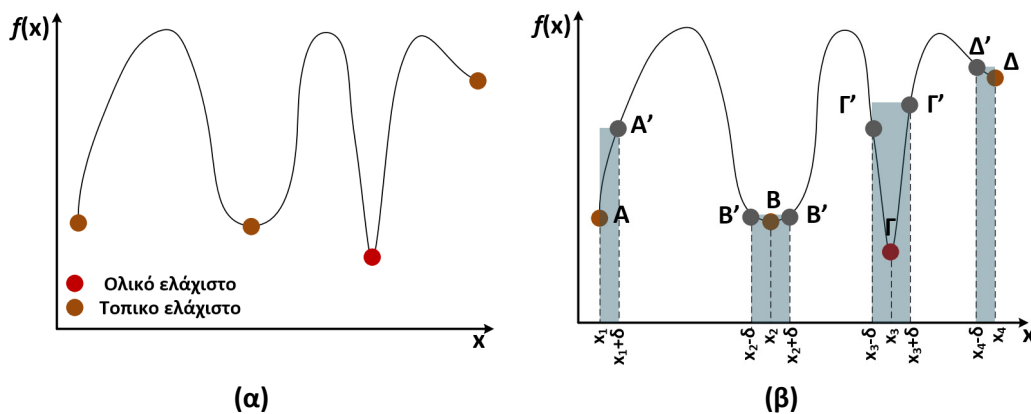 f(x)
Ολικό ελάχιστο
Τοπικο ελάχιστο
x
(α)
f(x)
Δ’
Δ
Γ’
Γ’
Α’
Α
Β’
Β
Β’
Γ
x₁
x₁+δ
x₂-δ
x₂
x₂+δ
x₃-δ
x₃
x₃+δ
x₄-δ
x₄
x
(β)